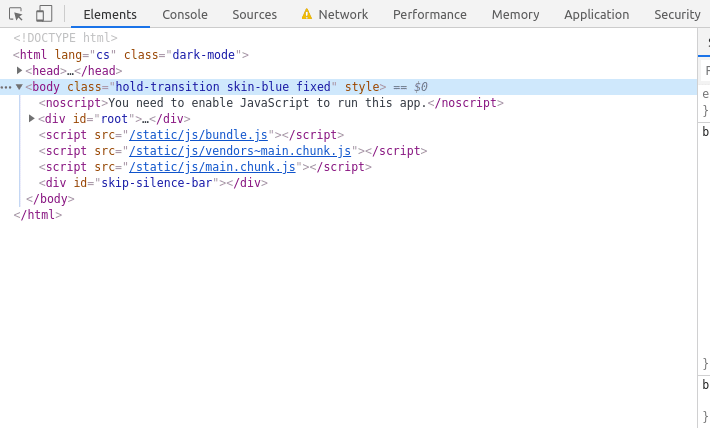 Elements Console Sources Network Performance Memory Application Security
<!DOCTYPE html>
<html lang="cs" class="dark-mode">
<head>…</head>
<body class="hold-transition skin-blue fixed" style> == $0
<noscript>You need to enable JavaScript to run this app.</noscript>
<div id="root">…</div>
<script src="/static/js/bundle.js"></script>
<script src="/static/js/vendors~main.chunk.js"></script>
<script src="/static/js/main.chunk.js"></script>
<div id="skip-silence-bar"></div>
</body>
</html>
e
}
b
}
b
}